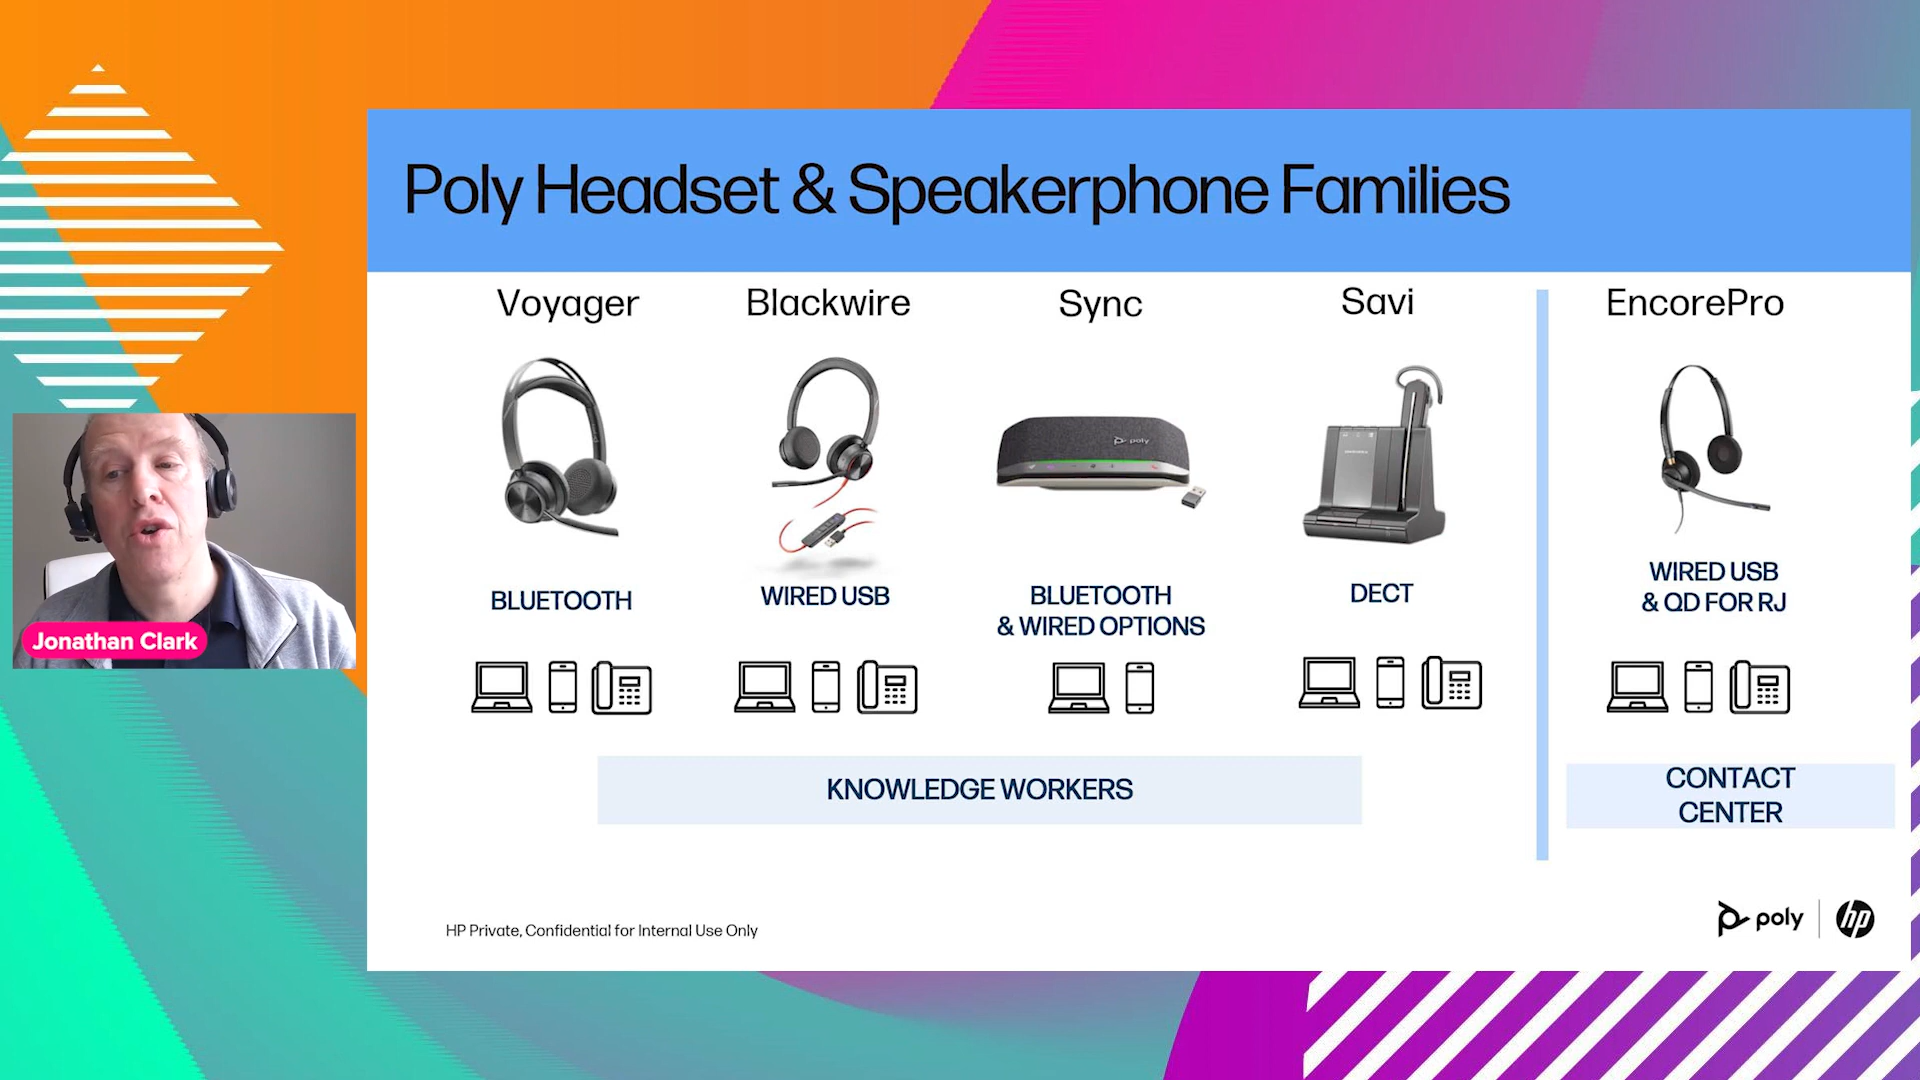 Poly Headset & Speakerphone Families
Voyager
Blackwire
Sync
Savi
EncorePro
poly
BLUETOOTH
WIRED USB
BLUETOOTH
& WIRED OPTIONS
DECT
WIRED USB
& QD FOR RJ
Jonathan Clark
KNOWLEDGE WORKERS
CONTACT
CENTER
HP Private, Confidential for Internal Use Only
poly
hp